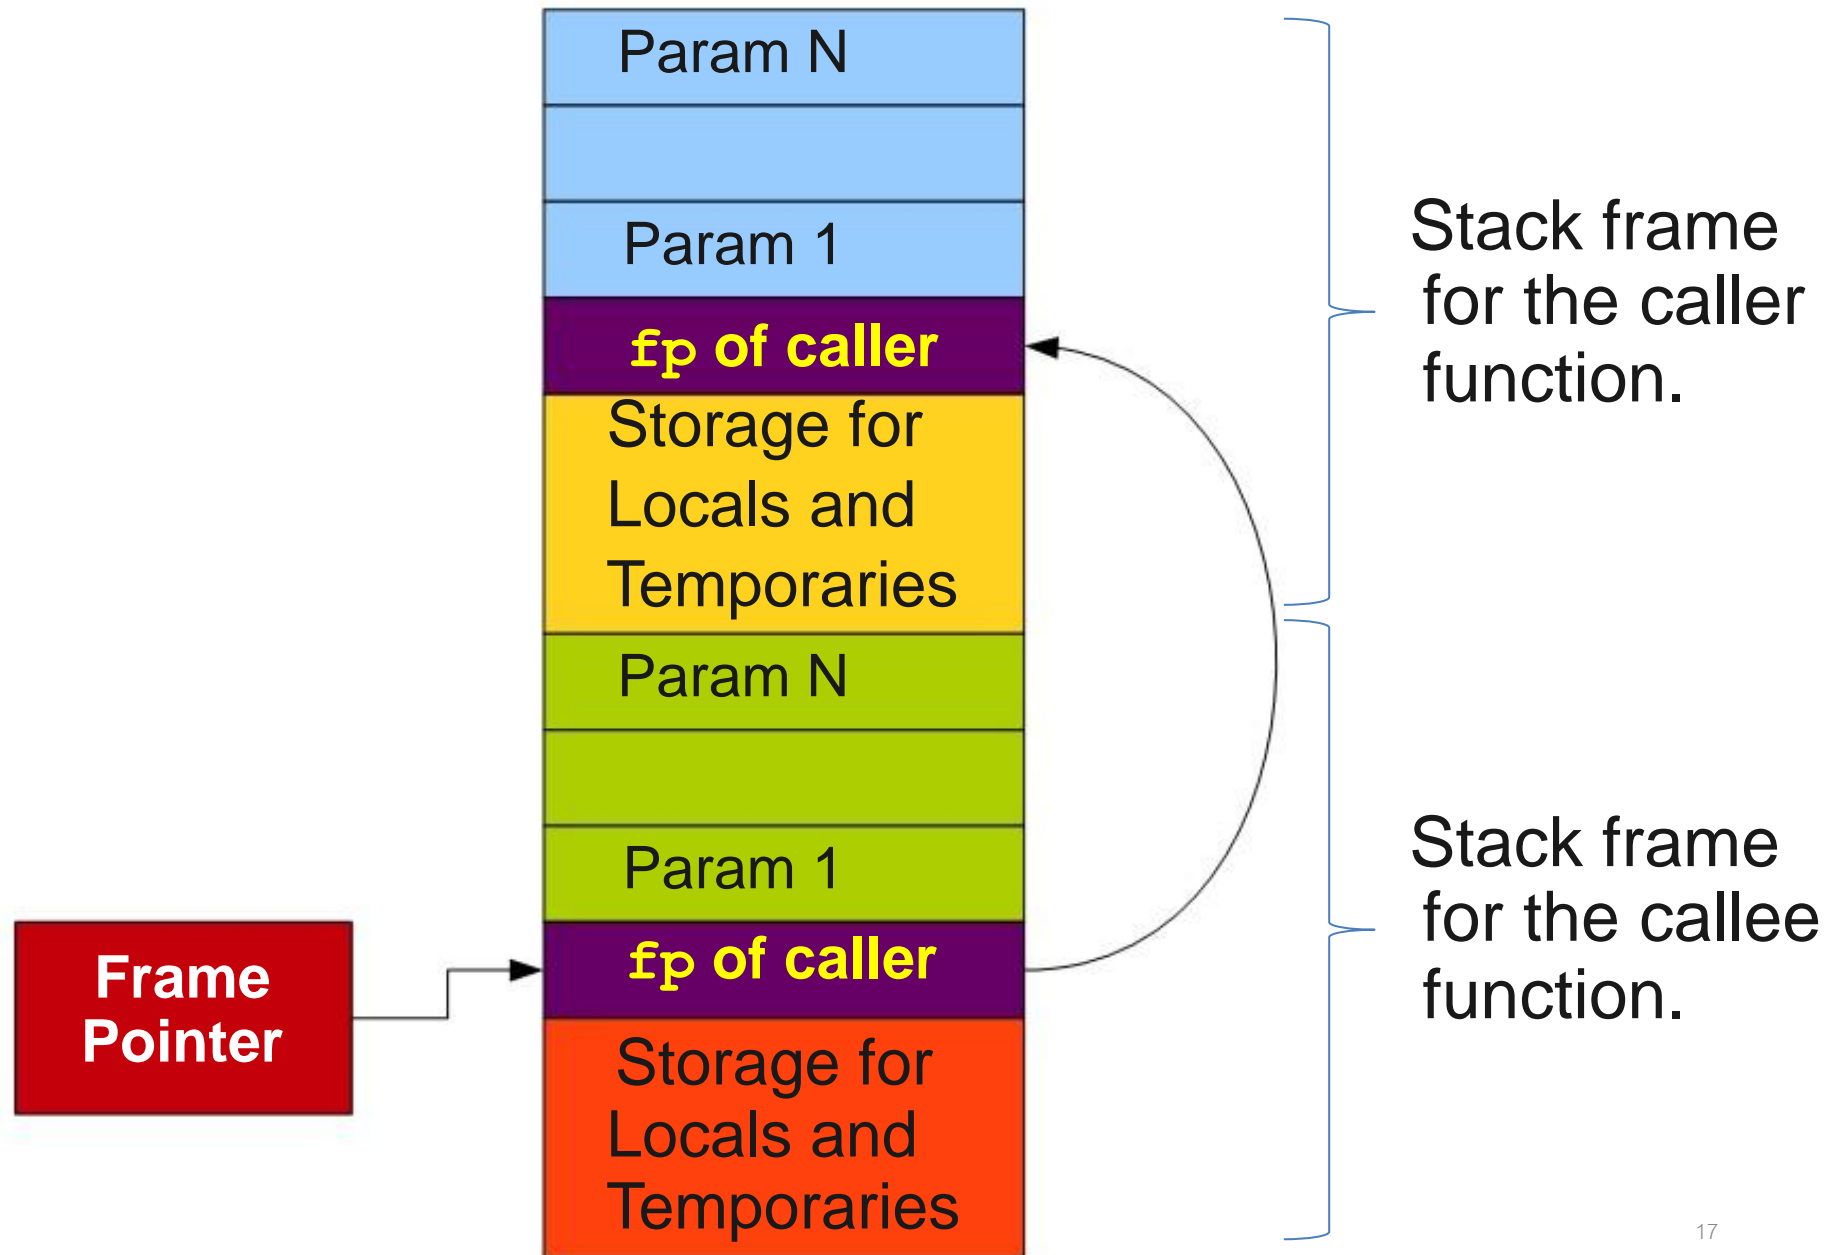 Param N
Param 1
fp of caller
Storage for
Locals and
Temporaries
Param N
Param 1
fp of caller
Storage for
Locals and
Temporaries
Frame
Pointer
Stack frame
for the caller
function.
Stack frame
for the callee
function.
17